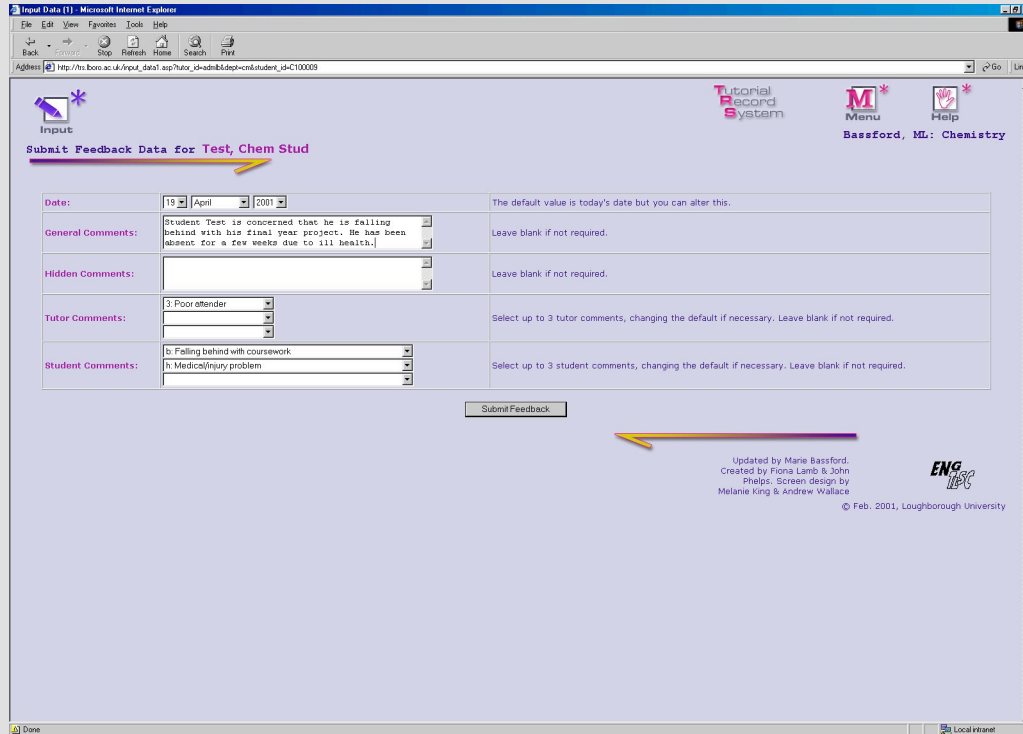 Input Data (1) - Microsoft Internet Explorer
File Edit View Favorites Tools Help
Back Forward Stop Refresh Home Search Print
Address http://trs.lboro.ac.uk/input_data1.asp?tutor_id=admlb&dept=cm&student_id=C100009 Go
Input
Tutorial
Record
System
M
Menu
Help
Bassford, ML: Chemistry
Submit Feedback Data for Test, Chem Stud
Date: 19 April 2001 The default value is today's date but you can alter this.
General Comments:
Student Test is concerned that he is falling
behind with his final year project. He has been
absent for a few weeks due to ill health.
Leave blank if not required.
Hidden Comments: Leave blank if not required.
Tutor Comments:
3: Poor attender
Select up to 3 tutor comments, changing the default if necessary. Leave blank if not required.
Student Comments:
b: Falling behind with coursework
h: Medical/injury problem
Select up to 3 student comments, changing the default if necessary. Leave blank if not required.
Submit Feedback
Updated by Marie Bassford.
Created by Fiona Lamb & John
Phelps. Screen design by
Melanie King & Andrew Wallace
ENG
© Feb. 2001, Loughborough University
Done Local intranet